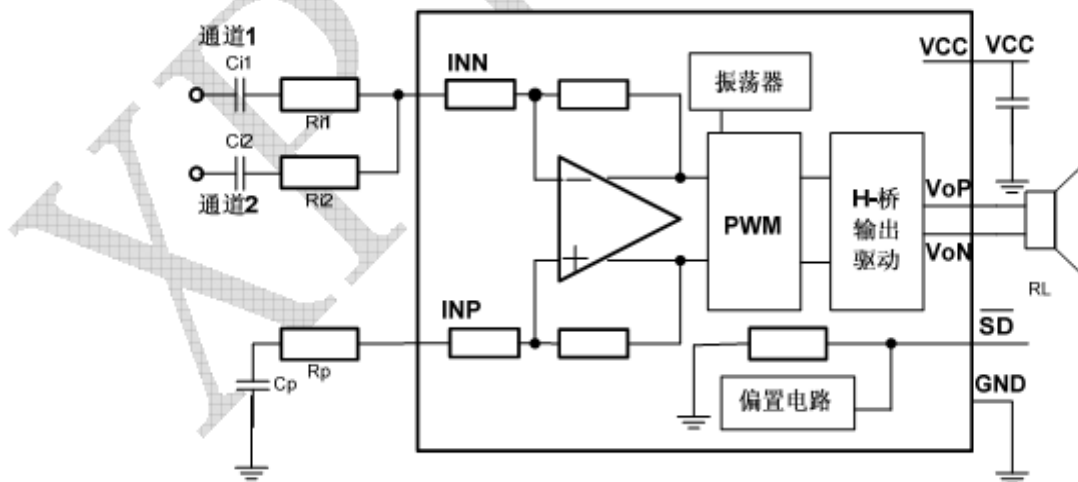 通道1
Ci1
Ri1
Ci2
Ri2
通道2
INN
INP
Rp
Cp
振荡器
PWM
H-桥
输出
驱动
偏置电路
VCC
VCC
VoP
VoN
RL
SD
GND